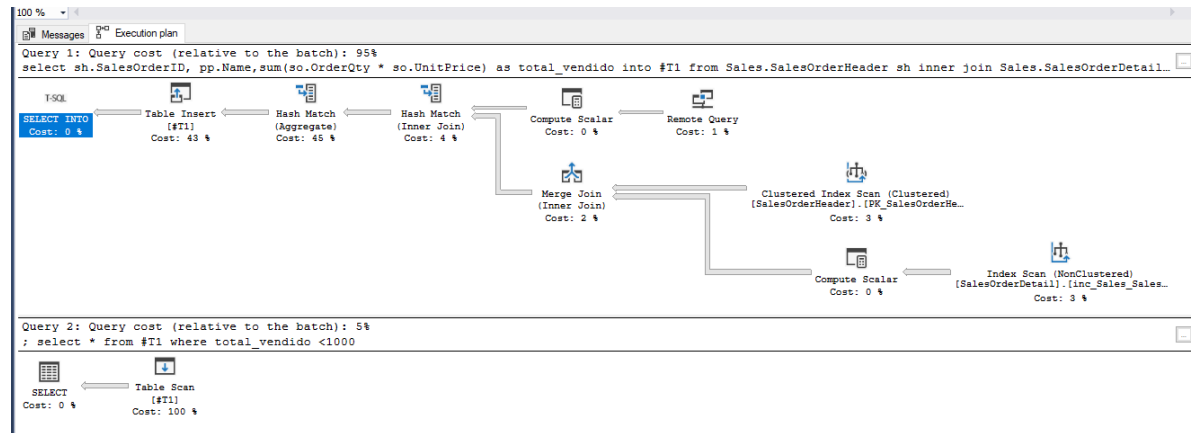 100 %
Messages Execution plan
Query 1: Query cost (relative to the batch): 95%
select sh.SalesOrderID, pp.Name,sum(so.OrderQty * so.UnitPrice) as total_vendido into #T1 from Sales.SalesOrderHeader sh inner join Sales.SalesOrderDetail…
T-SQL
SELECT INTO
Cost: 0 %
Table Insert
[#T1]
Cost: 43 %
Hash Match
(Aggregate)
Cost: 45 %
Hash Match
(Inner Join)
Cost: 4 %
Compute Scalar
Cost: 0 %
Remote Query
Cost: 1 %
Merge Join
(Inner Join)
Cost: 2 %
Clustered Index Scan (Clustered)
[SalesOrderHeader].[PK_SalesOrderHe…
Cost: 3 %
Compute Scalar
Cost: 0 %
Index Scan (NonClustered)
[SalesOrderDetail].[inc_Sales_Sales…
Cost: 3 %
Query 2: Query cost (relative to the batch): 5%
; select * from #T1 where total_vendido <1000
SELECT
Cost: 0 %
Table Scan
[#T1]
Cost: 100 %